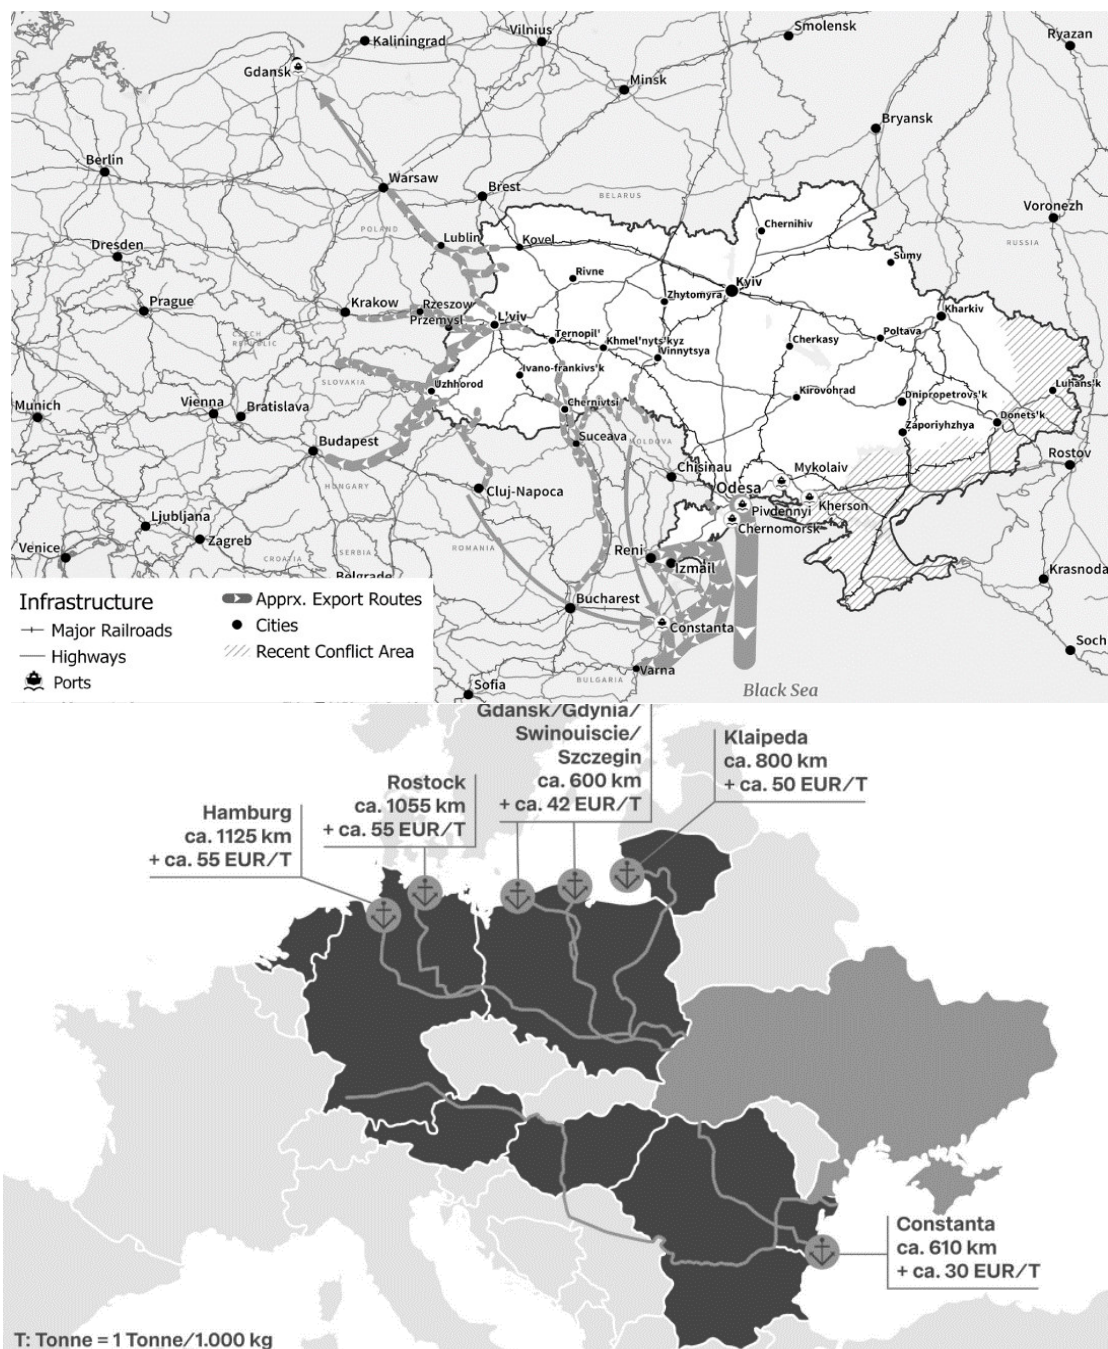 Smolensk
Vilnius
Ryazan
Kaliningrad
Gdansk
Minsk
Bryansk
Berlin
Warsaw
Brest
BELARUS
Chernihiv
Voronezh
POLAND
RUSSIA
Dresden
Lublin
Kovel
Sumy
Rivne
Kyiv
Prague
Krakow
Rzeszow
Zhytomyra
Kharkiv
Przemysl
L'viv
CZECH
REPUBLIC
Ternopil'
Khmel'nyts'kyz
Cherkasy
Poltava
Vinnytsya
Ivano-frankivs'k
SLOVAKIA
Uzhhorod
Luhans'k
Kirovohrad
Munich
Vienna
Bratislava
Chernivtsi
Dnipropetrovs'k
Donets'k
Zaporiyhzhya
Budapest
Suceava
MOLDOVA
Rostov
Chisinau
Mykolaiv
HUNGARY
Cluj-Napoca
Odesa
Kherson
Pivdennyi
Ljubljana
Chernomorsk
Zagreb
Venice
CROATIA
SERBIA
ROMANIA
Reni
Izmail
Krasnoda
Belgrade
Infrastructure
Major Railroads
Highways
Ports
Apprx. Export Routes
Cities
Recent Conflict Area
Bucharest
Constanta
Soch
Varna
BULGARIA
Sofia
Black Sea
Gdansk/Gdynia/
Swinouiscie/
Szczegin
ca. 600 km
+ ca. 42 EUR/T
Klaipeda
ca. 800 km
+ ca. 50 EUR/T
Rostock
ca. 1055 km
+ ca. 55 EUR/T
Hamburg
ca. 1125 km
+ ca. 55 EUR/T
Constanta
ca. 610 km
+ ca. 30 EUR/T
T: Tonne = 1 Tonne/1.000 kg